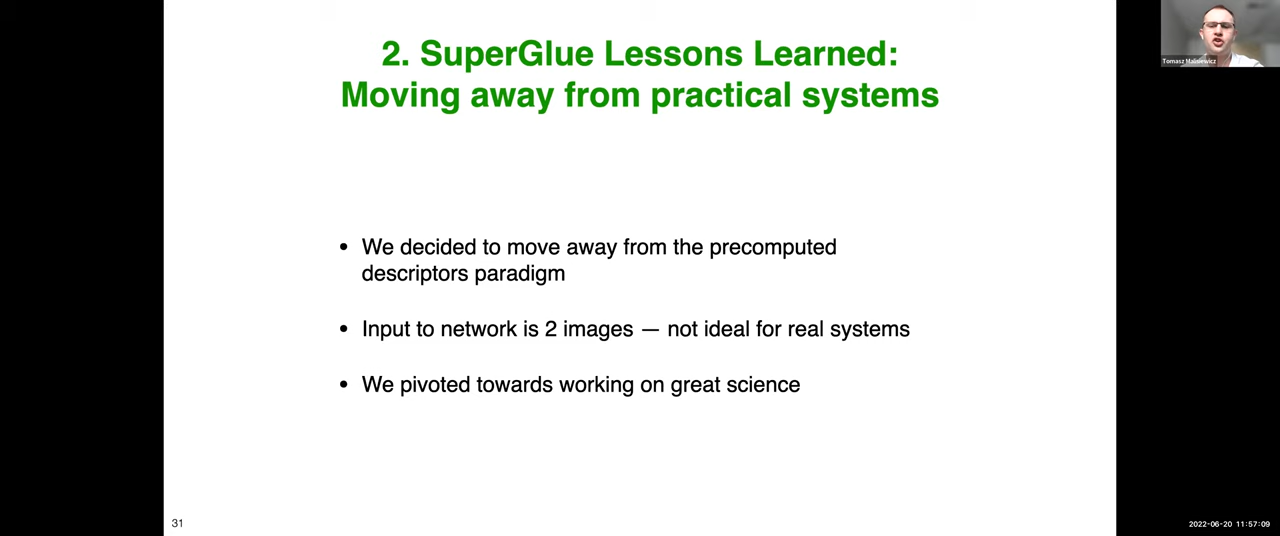 2. SuperGlue Lessons Learned:
Moving away from practical systems
Tomasz Malisiewicz
• We decided to move away from the precomputed
descriptors paradigm
• Input to network is 2 images — not ideal for real systems
• We pivoted towards working on great science
31
2022-06-20 11:57:09